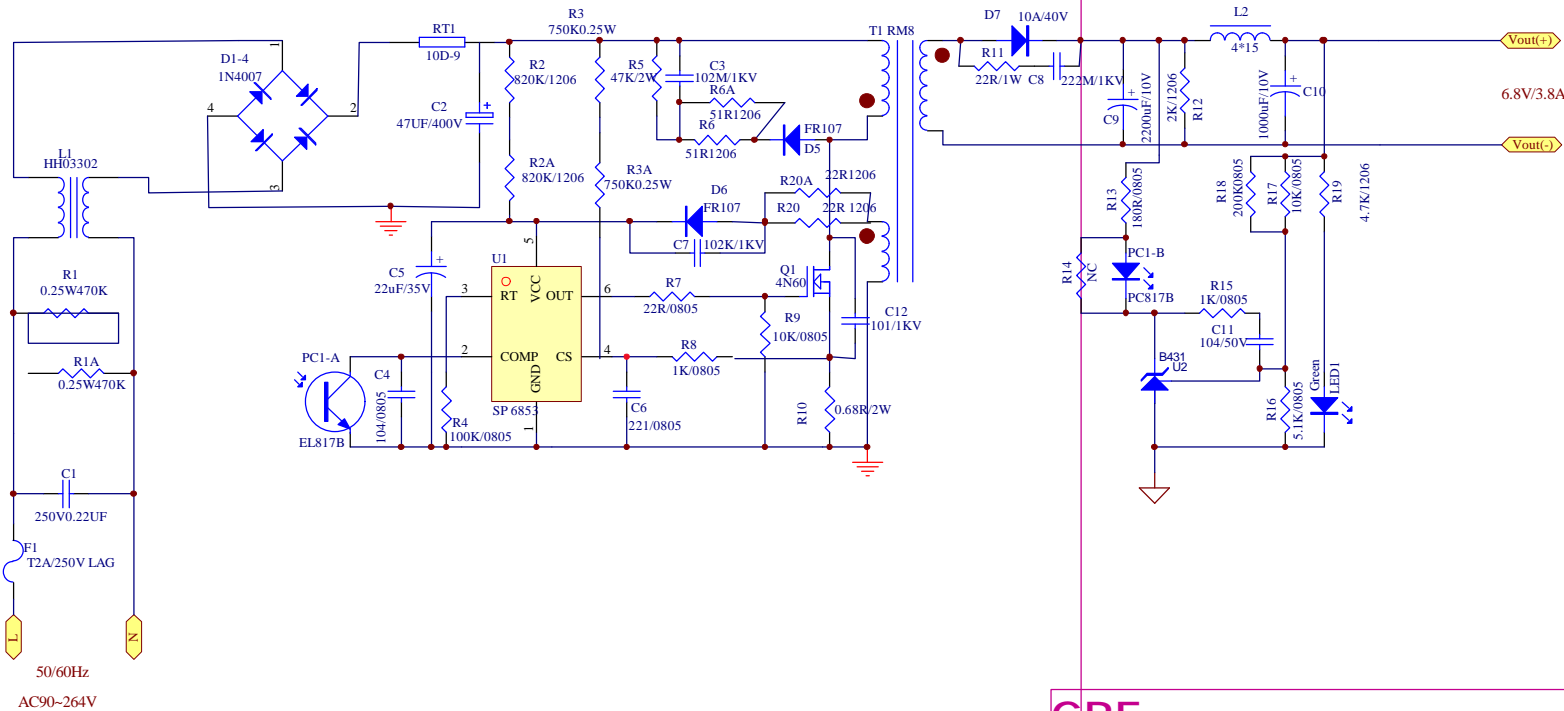 R3
750K0.25W
D7
10A/40V
L2
4*15
RT1
10D-9
T1 RM8
Vout(+)
D1-4
1N4007
1
2
3
4
R2
820K/1206
R5
47K/2W
C3
102M/1KV
R6A
51R1206
R6
51R1206
FR107
D5
R11
22R/1W
C8
222M/1KV
C9
2200uF/10V
2K/1206
R12
1000uF/10V
C10
6.8V/3.8A
C2
47UF/400V
Vout(-)
L1
HH03302
R2A
820K/1206
R3A
750K0.25W
D6
FR107
R20A
22R1206
R20
22R 1206
C7
102K/1KV
R13
180R/0805
R18
200K0805
R17
10K/0805
R19
4.7K/1206
R1
0.25W470K
C5
22uF/35V
U1
5
3
RT
VCC
OUT
6
2
COMP
CS
4
GND
1
SP 6853
R7
22R/0805
Q1
4N60
R9
10K/0805
C12
101/1KV
R14
NC
PC1-B
PC817B
R15
1K/0805
C11
104/50V
R1A
0.25W470K
PC1-A
EL817B
C4
104/0805
R4
100K/0805
R8
1K/0805
C6
221/0805
R10
0.68R/2W
B431
U2
R16
5.1K/0805
Green
LED1
C1
250V0.22UF
F1
T2A/250V LAG
L
N
50/60Hz
AC90~264V